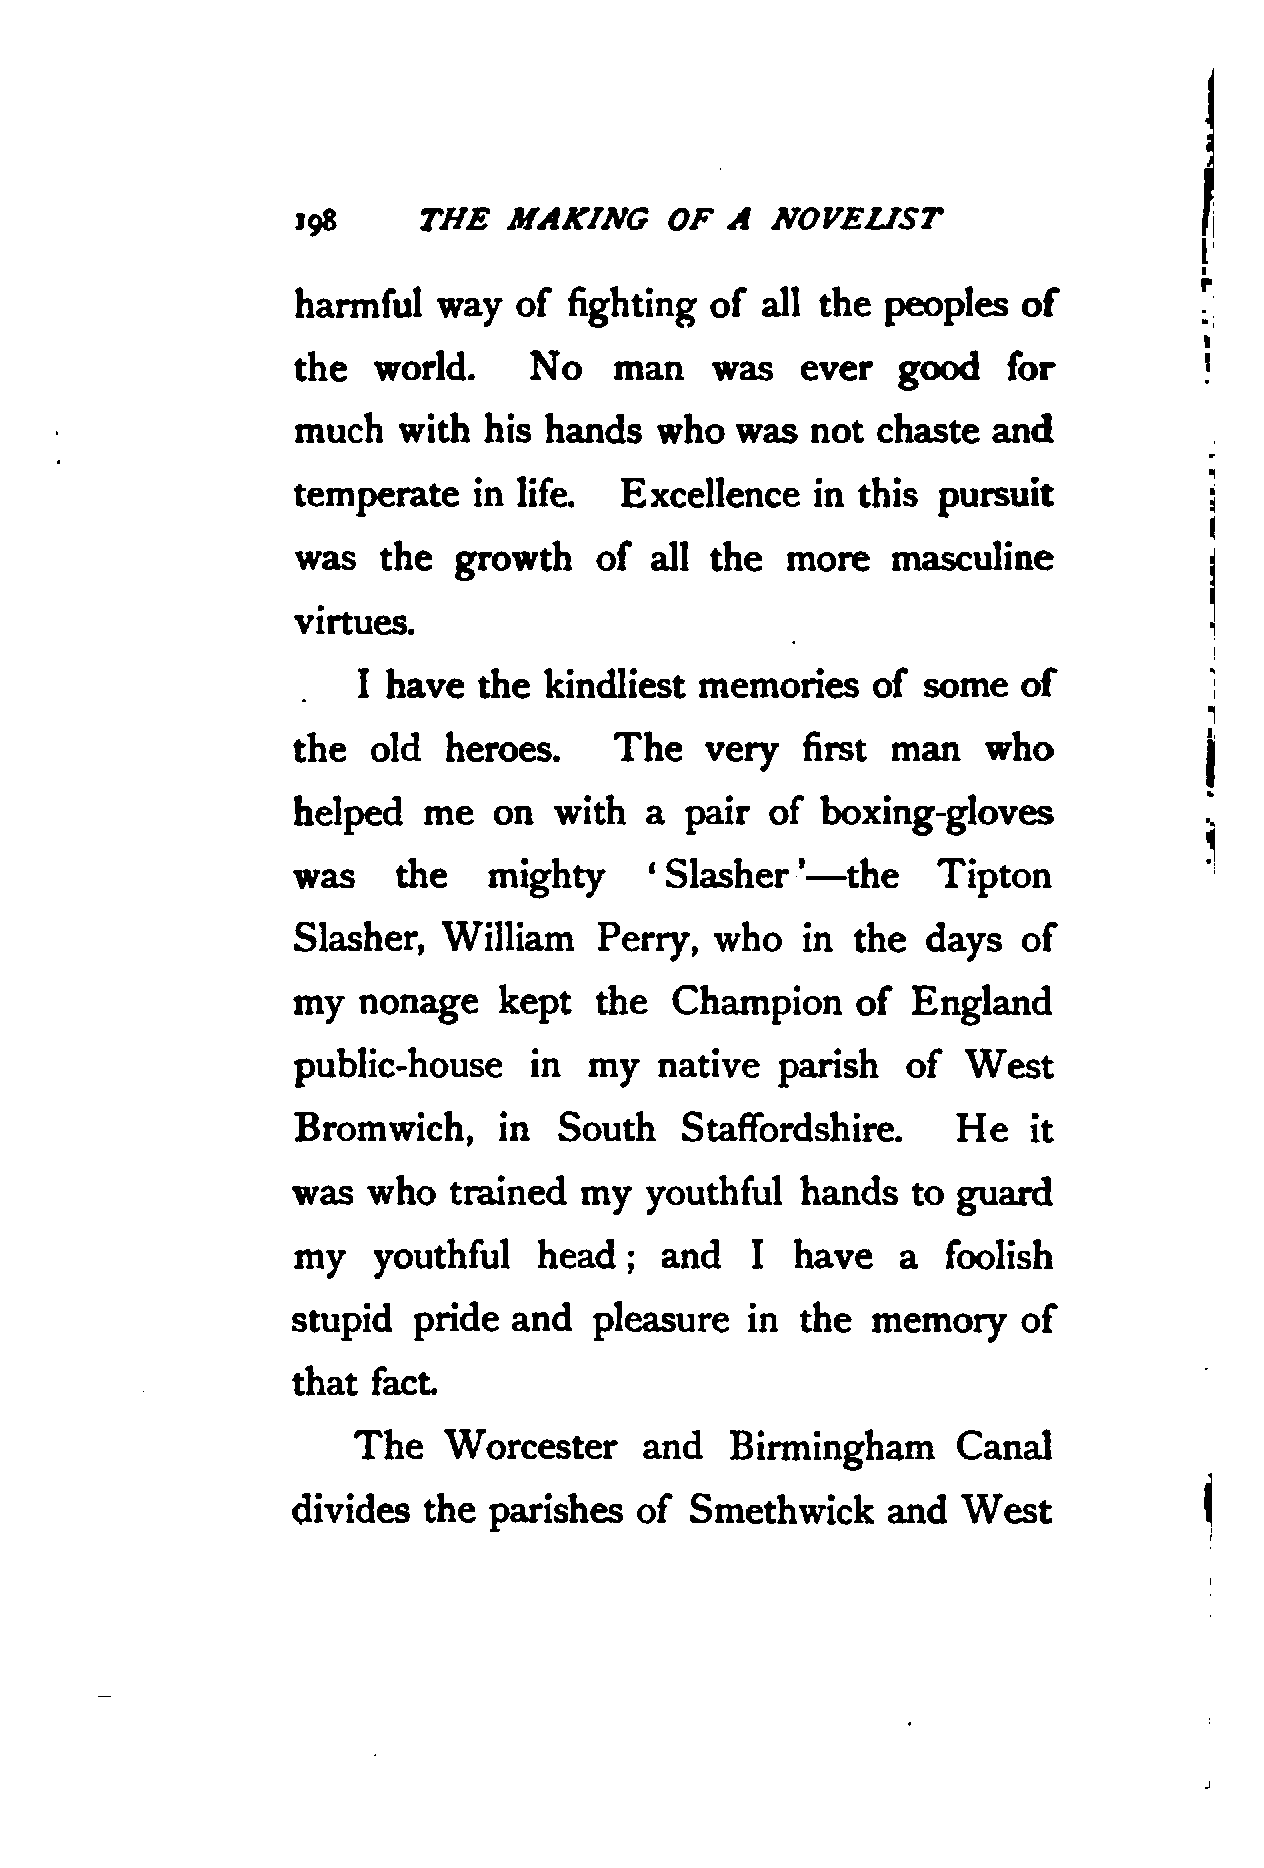 198 THE MAKING OF A NOVELIST
harmful way of fighting of all the peoples of
the world. No man was ever good for
much with his hands who was not chaste and
temperate in life. Excellence in this pursuit
was the growth of all the more masculine
virtues.
I have the kindliest memories of some of
the old heroes. The very first man who
helped me on with a pair of boxing-gloves
was the mighty ‘Slasher’—the Tipton
Slasher, William Perry, who in the days of
my nonage kept the Champion of England
public-house in my native parish of West
Bromwich, in South Staffordshire. He it
was who trained my youthful hands to guard
my youthful head; and I have a foolish
stupid pride and pleasure in the memory of
that fact.
The Worcester and Birmingham Canal
divides the parishes of Smethwick and West